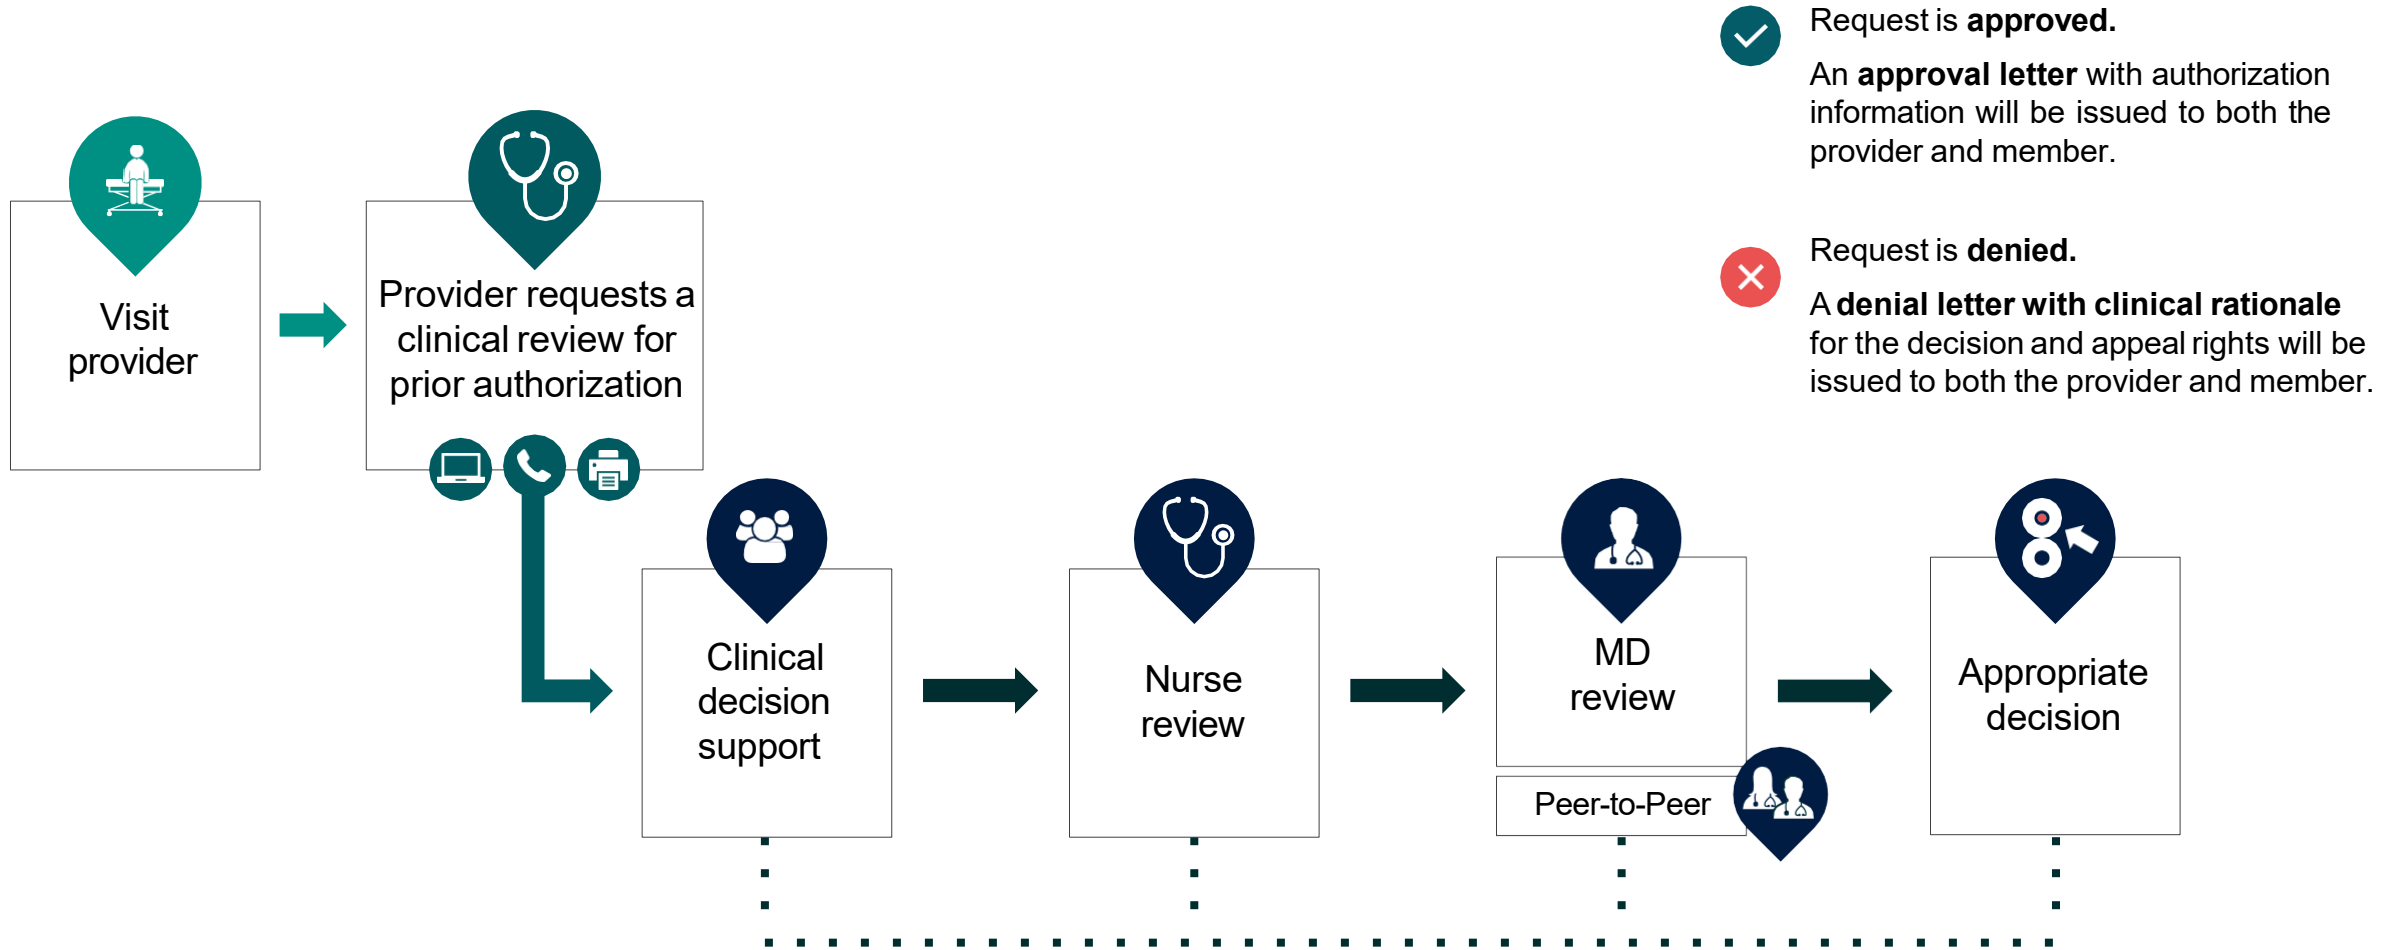 Request is approved.
An approval letter with authorization
information will be issued to both the
provider and member.
Request is denied.
A denial letter with clinical rationale
for the decision and appeal rights will be
issued to both the provider and member.
Visit
provider
Provider requests a
clinical review for
prior authorization
Clinical
decision
support
Nurse
review
MD
review
Peer-to-Peer
Appropriate
decision